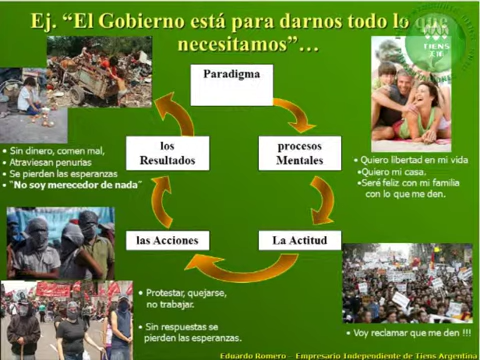 Ej. “El Gobierno está para darnos todo lo que
necesitamos”...
TIENS
Paradigma
los
Resultados
procesos
Mentales
• Sin dinero, comen mal,
• Atraviesan penurias
• Se pierden las esperanzas
• "No soy merecedor de nada"
• Quiero libertad en mi vida
•Quiero mi casa.
•Seré feliz con mi familia
con lo que me den.
las Acciones
La Actitud
• Protestar, quejarse,
no trabajar.
• Sin respuestas se
pierden las esperanzas.
• Voy reclamar que me den !!!
Eduardo Romero – Empresario Independiente de Tiens Argentina